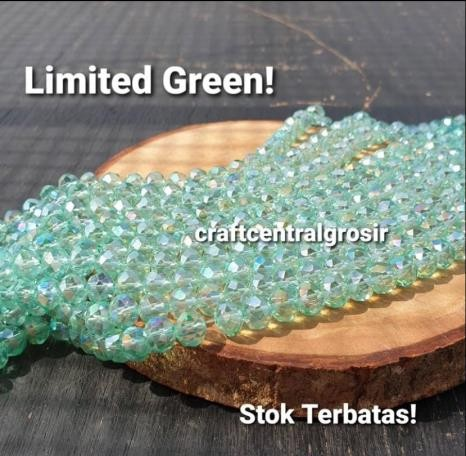 Limited Green!
craftcentralgrosir
Stok Terbatas!